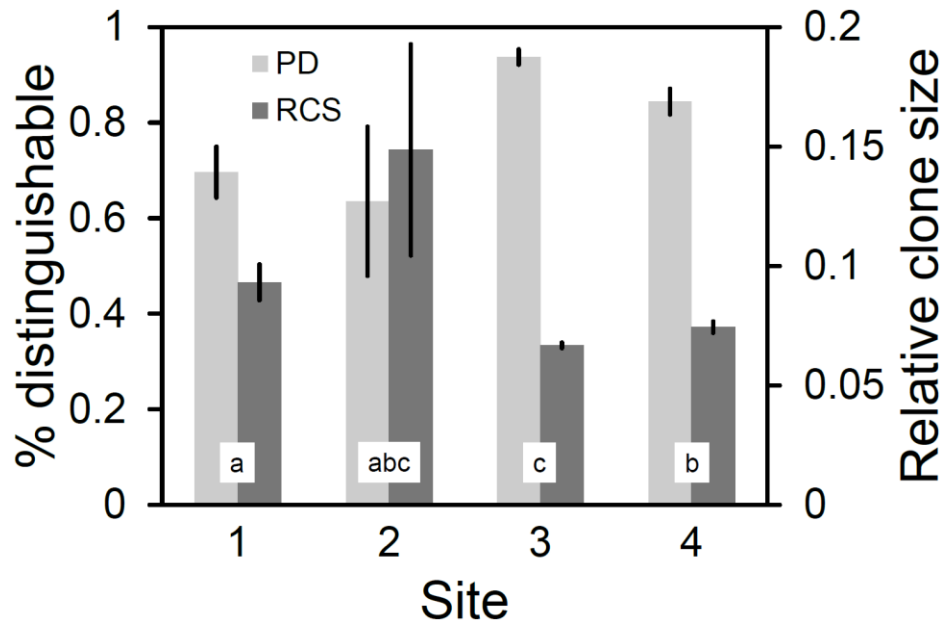 % distinguishable
1
0.8
0.6
0.4
0.2
0
PD
RCS
a
abc
c
b
0.2
0.15
0.1
0.05
0
Relative clone size
1 2 3 4
Site